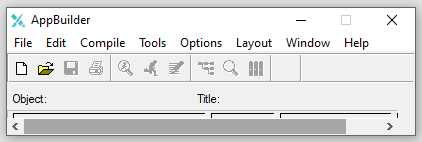 AppBuilder
File Edit Compile Tools Options Layout Window Help
Object: Title: